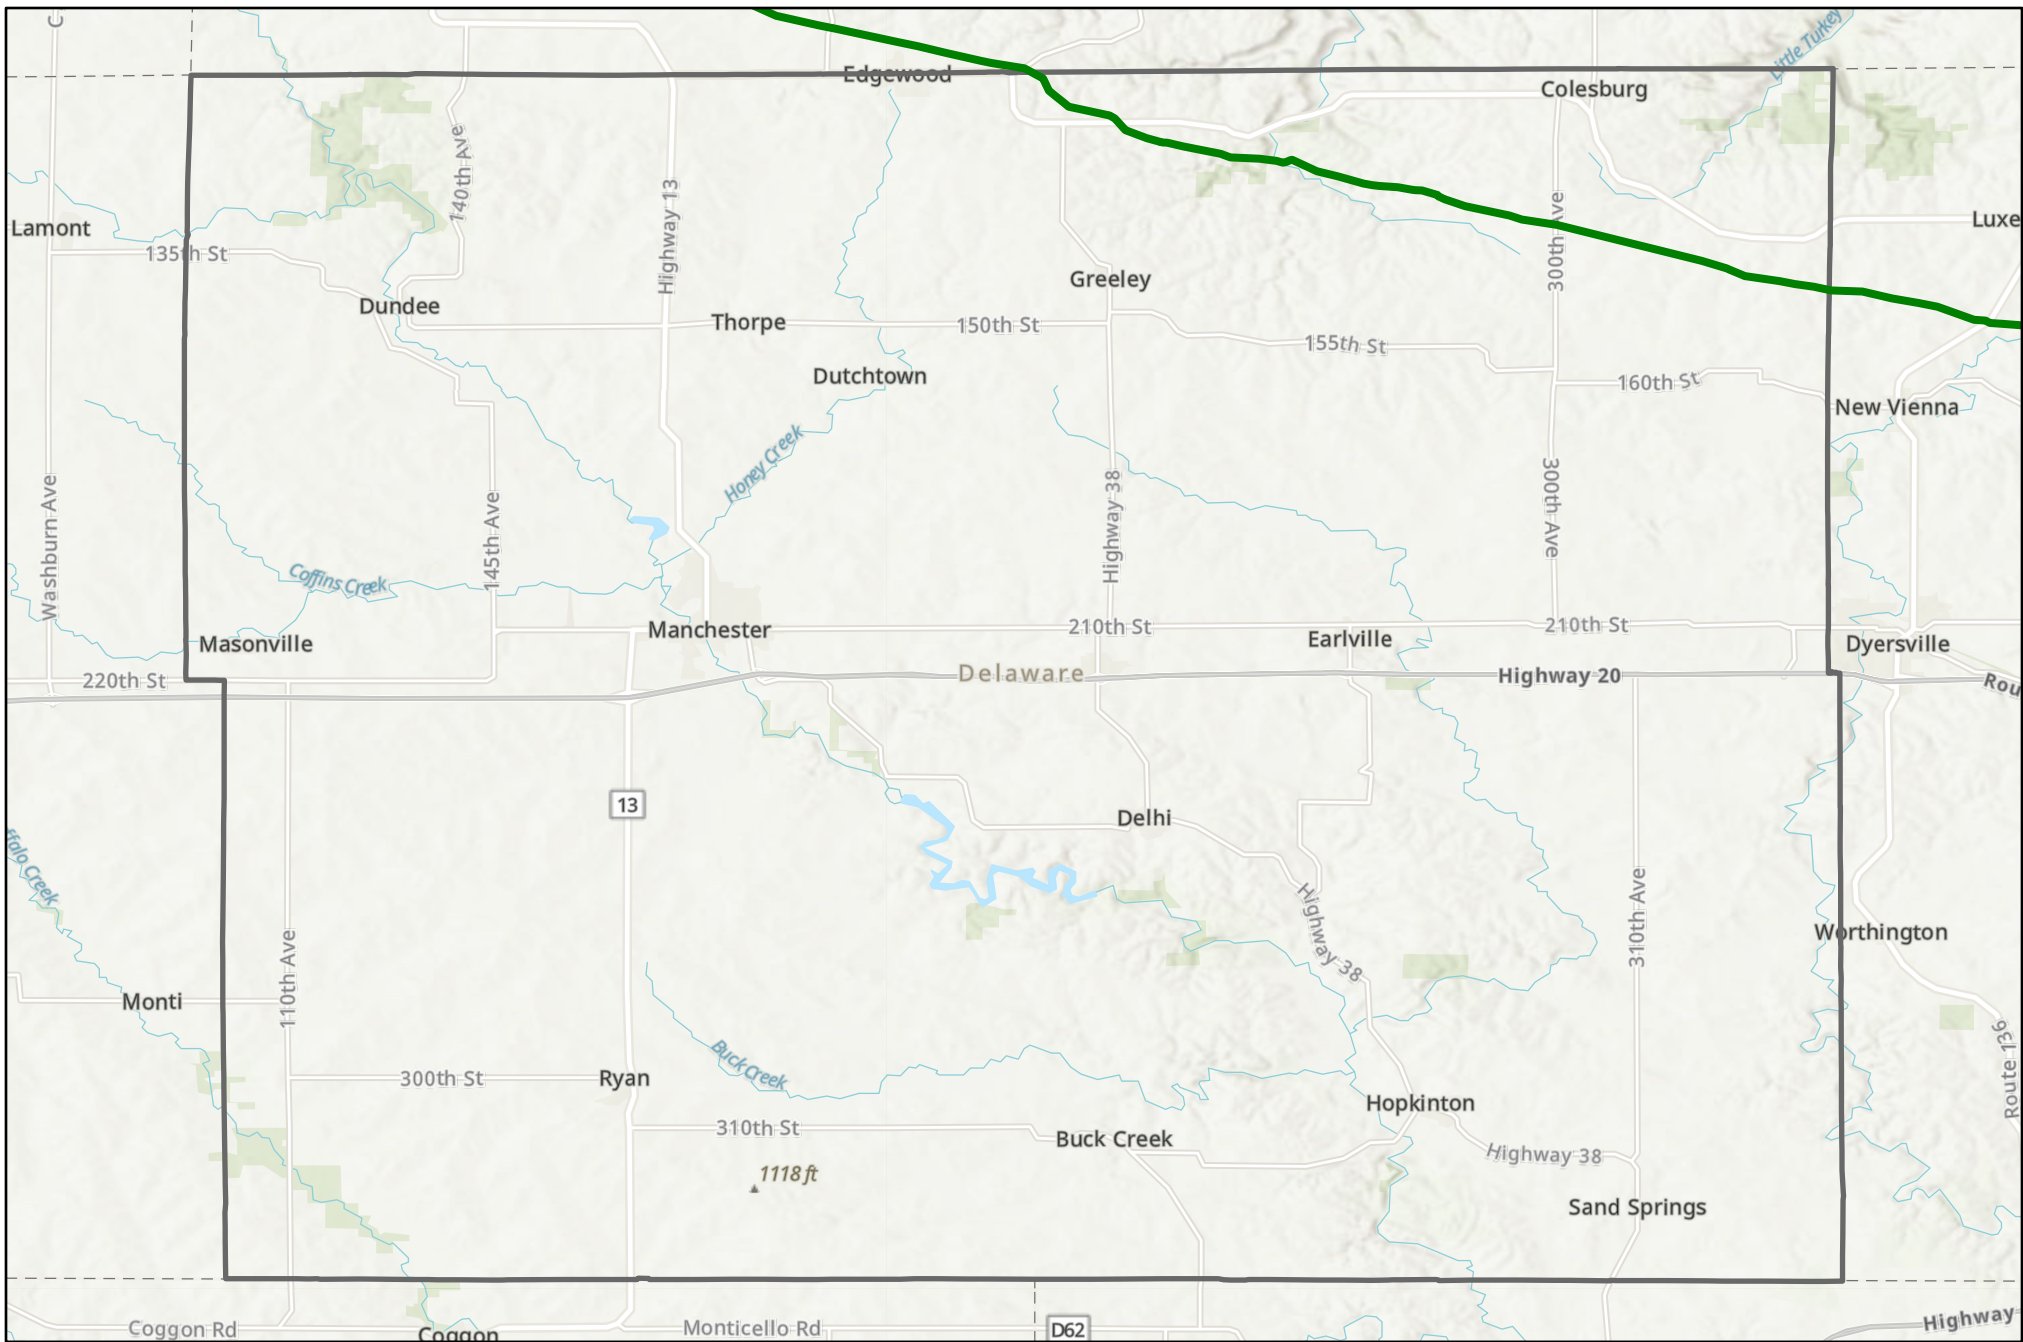 C
Little Turkey
Edgewood
Colesburg
140th Ave
Highway 13
300th Ave
Lamont
135th St
Luxe
Greeley
Dundee
Thorpe
150th St
155th St
Dutchtown
160th St
New Vienna
Honey Creek
Washburn Ave
145th Ave
Highway 38
300th Ave
Coffins Creek
Masonville
Manchester
210th St
Earlville
210th St
Dyersville
220th St
Delaware
Highway 20
Rou
13
Delhi
ffalo Creek
110th Ave
Highway 38
310th Ave
Worthington
Monti
Route 136
Buck Creek
300th St
Ryan
Hopkinton
310th St
Buck Creek
Highway 38
1118 ft
Sand Springs
Coggon Rd
Coggon
Monticello Rd
D62
Highway